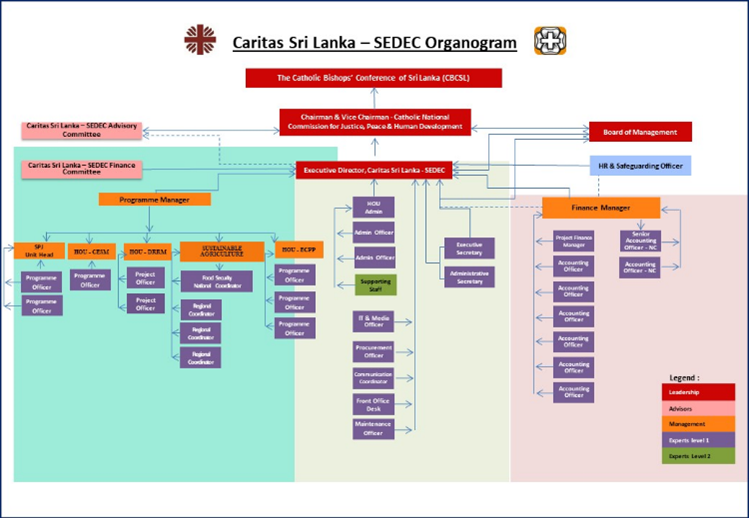 Caritas Sri Lanka – SEDEC Organogram
The Catholic Bishops' Conference of Sri Lanka (CBCSL)
Chairman & Vice Chairman - Catholic National
Commission for Justice, Peace & Human Development
Caritas Sri Lanka – SEDEC Advisory
Committee
Board of Management
Caritas Sri Lanka – SEDEC Finance
Committee
Executive Director, Caritas Sri Lanka - SEDEC
HR & Safeguarding Officer
Programme Manager
Finance Manager
SPJ
Unit Head
HOU - CESM
HOU - DRRM
SUSTAINABLE
AGRICULTURE
HOU - ECPP
Programme
Officer
Programme
Officer
Programme
Officer
Project
Officer
Project
Officer
Food Security
National Coordinator
Regional
Coordinator
Regional
Coordinator
Regional
Coordinator
Programme
Officer
Programme
Officer
Programme
Officer
HOU
Admin
Admin Officer
Admin Officer
Supporting
Staff
Executive
Secretary
Administrative
Secretary
IT & Media
Officer
Procurement
Officer
Communication
Coordinator
Front Office
Desk
Maintenance
Officer
Project Finance
Manager
Accounting
Officer
Accounting
Officer
Accounting
Officer
Accounting
Officer
Accounting
Officer
Accounting
Officer
Senior
Accounting
Officer - NC
Accounting
Officer - NC
Legend :
Leadership
Advisors
Management
Experts level 1
Experts Level 2